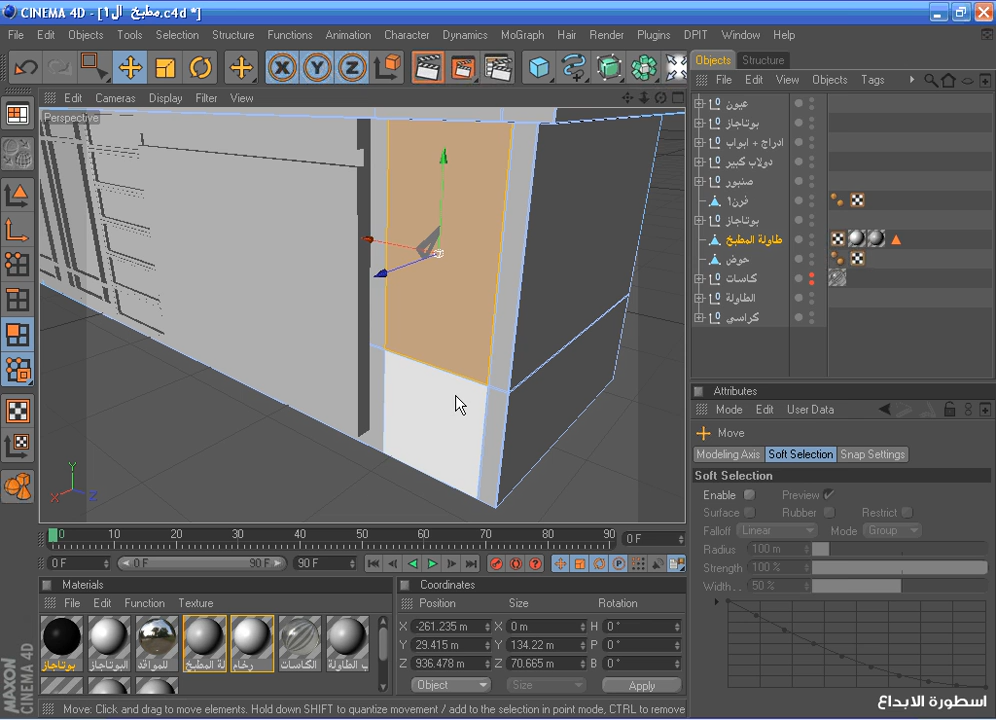 CINEMA 4D - [مطبخ ال1.c4d *]
File Edit Objects Tools Selection Structure Functions Animation Character Dynamics MoGraph Hair Render Plugins DPIT Window Help
Objects Structure
File Edit View Objects Tags
Edit Cameras Display Filter View
Perspective
عيون
بوتاجاز
ادراج + ابواب
دولاب كبير
صنبور
فرن1
بوتاجاز
طاولة المطبخ
حوض
كاسات
الطاولة
كراسي
Attributes
Mode Edit User Data
Move
Modeling Axis Soft Selection Snap Settings
Soft Selection
Enable Preview
Surface Rubber Restrict
Falloff Linear Mode Group
Radius 100 m
Strength 100 %
Width . . 50 %
Y
X Z
0 10 20 30 40 50 60 70 80 90 0 F
0 F 0 F 90 F 90 F
Materials
File Edit Function Texture
بوتاجاز البوتاجاز للمواقد لة المطبخ رخام الكاسات ب الطاولة
Coordinates
Position Size Rotation
X -261.235 m X 0 m H 0 °
Y 29.415 m Y 134.22 m P 0 °
Z 936.478 m Z 70.665 m B 0 °
Object Size Apply
MAXON
CINEMA 4D
Move: Click and drag to move elements. Hold down SHIFT to quantize movement / add to the selection in point mode, CTRL to remove
اسطورة الابداع